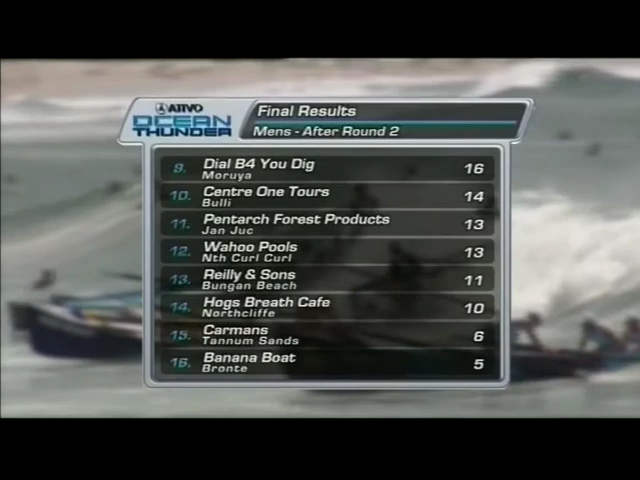 ATIVO
OCEAN
THUNDER
Final Results
Mens - After Round 2
9. Dial B4 You Dig 16
Moruya
10. Centre One Tours 14
Bulli
11. Pentarch Forest Products 13
Jan Juc
12. Wahoo Pools 13
Nth Curl Curl
13. Reilly & Sons 11
Bungan Beach
14. Hogs Breath Cafe 10
Northcliffe
15. Carmans 6
Tannum Sands
16. Banana Boat 5
Bronte